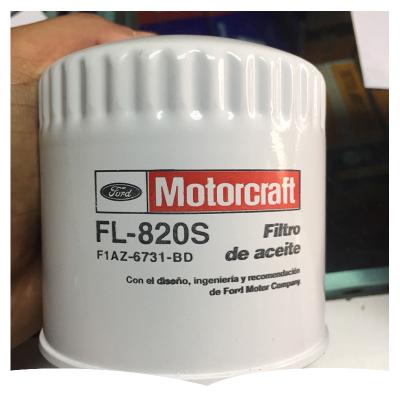 Ford
Motorcraft
FL-820S
F1AZ-6731-BD
Filtro
de aceite
Con el diseño, ingeniería y recomendación
de Ford Motor Company.